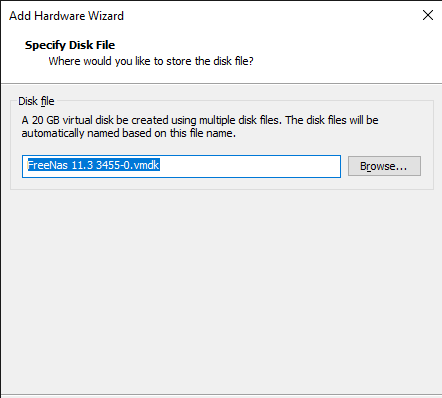 Add Hardware Wizard
Specify Disk File
Where would you like to store the disk file?
Disk file
A 20 GB virtual disk be created using multiple disk files. The disk files will be
automatically named based on this file name.
FreeNas 11.3 3455-0.vmdk
Browse...